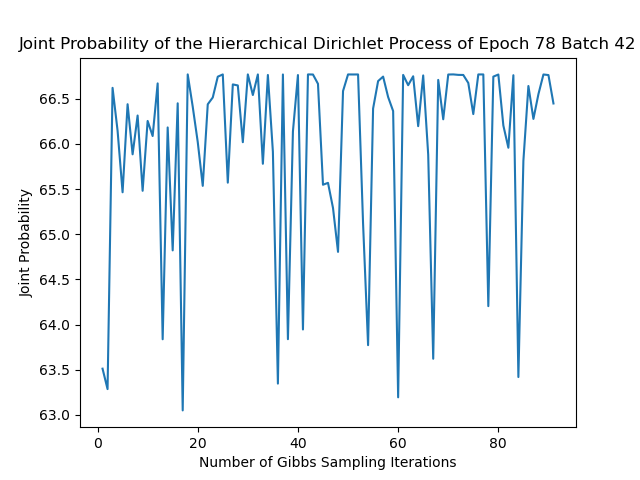 Joint Probability of the Hierarchical Dirichlet Process of Epoch 78 Batch 42
Joint Probability
66.5
66.0
65.5
65.0
64.5
64.0
63.5
63.0
0 20 40 60 80
Number of Gibbs Sampling Iterations